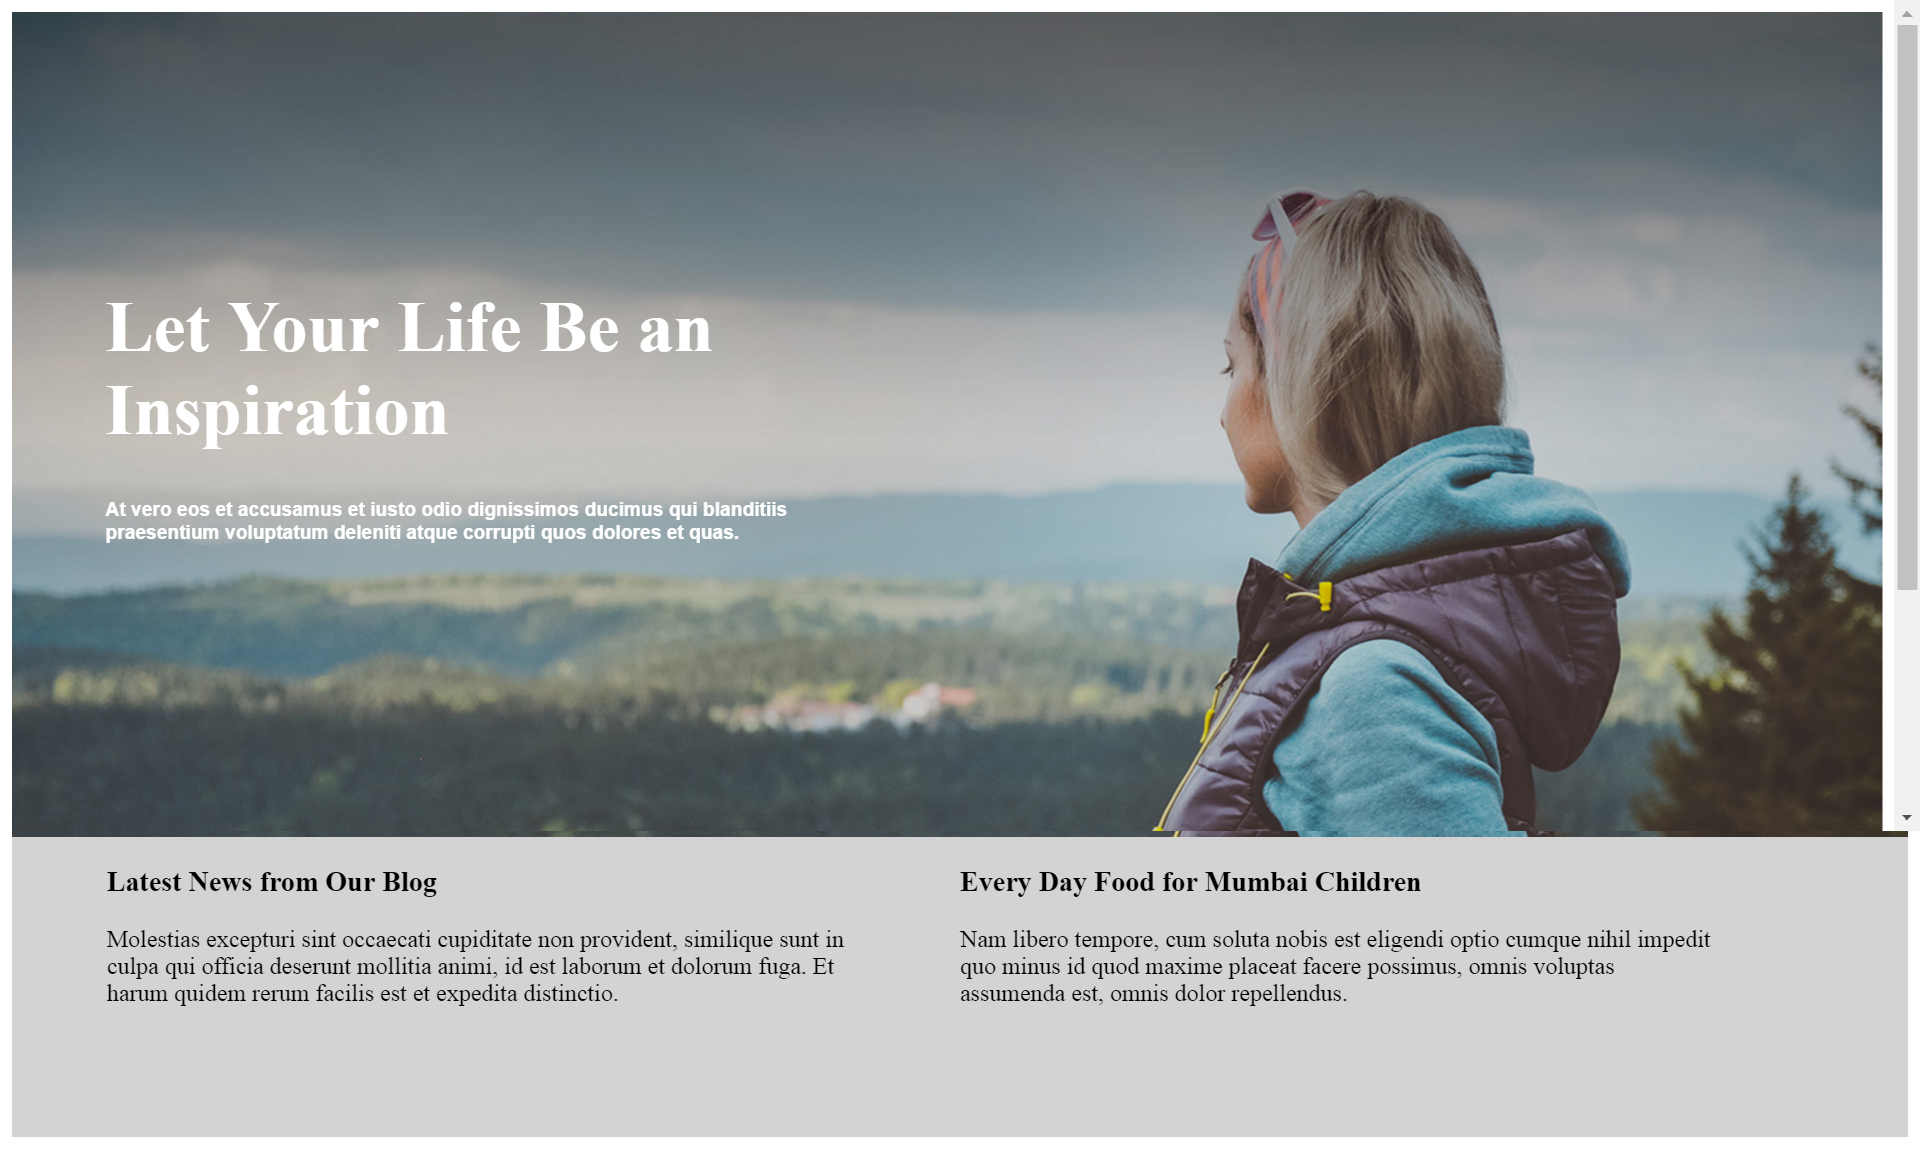 Let Your Life Be an
Inspiration
At vero eos et accusamus et iusto odio dignissimos ducimus qui blanditiis
praesentium voluptatum deleniti atque corrupti quos dolores et quas.
Latest News from Our Blog
Molestias excepturi sint occaecati cupiditate non provident, similique sunt in
culpa qui officia deserunt mollitia animi, id est laborum et dolorum fuga. Et
harum quidem rerum facilis est et expedita distinctio.
Every Day Food for Mumbai Children
Nam libero tempore, cum soluta nobis est eligendi optio cumque nihil impedit
quo minus id quod maxime placeat facere possimus, omnis voluptas
assumenda est, omnis dolor repellendus.